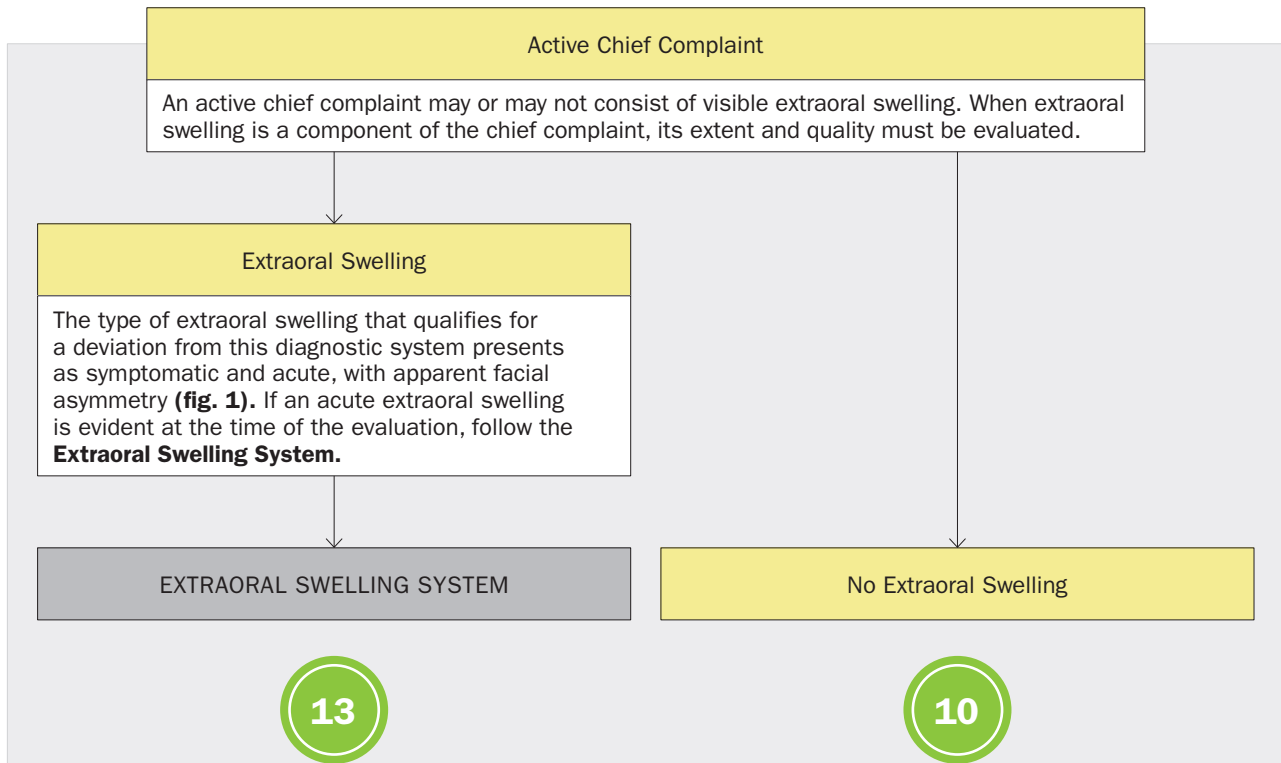 Active Chief Complaint
An active chief complaint may or may not consist of visible extraoral swelling. When extraoral
swelling is a component of the chief complaint, its extent and quality must be evaluated.
Extraoral Swelling
The type of extraoral swelling that qualifies for
a deviation from this diagnostic system presents
as symptomatic and acute, with apparent facial
asymmetry (fig. 1). If an acute extraoral swelling
is evident at the time of the evaluation, follow the
Extraoral Swelling System.
EXTRAORAL SWELLING SYSTEM
No Extraoral Swelling
13
10